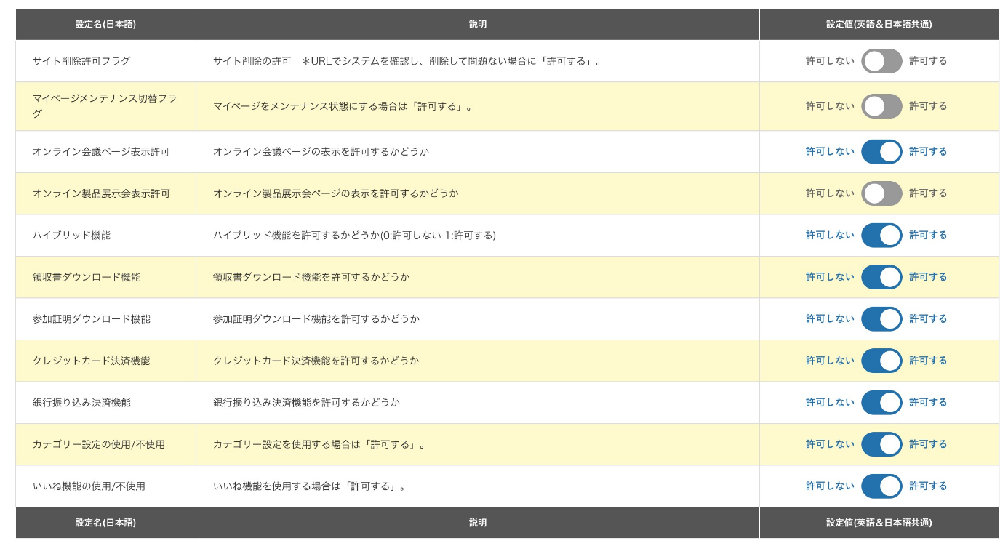 設定名(日本語) 説明 設定値(英語＆日本語共通)
サイト削除許可フラグ サイト削除の許可　＊URLでシステムを確認し、削除して問題ない場合に「許可する」。 許可しない 許可する
マイページメンテナンス切替フラ
グ
マイページをメンテナンス状態にする場合は「許可する」。 許可しない 許可する
オンライン会議ページ表示許可 オンライン会議ページの表示を許可するかどうか 許可しない 許可する
オンライン製品展示会表示許可 オンライン製品展示会ページの表示を許可するかどうか 許可しない 許可する
ハイブリッド機能 ハイブリッド機能を許可するかどうか(0:許可しない 1:許可する) 許可しない 許可する
領収書ダウンロード機能 領収書ダウンロード機能を許可するかどうか 許可しない 許可する
参加証明ダウンロード機能 参加証明ダウンロード機能を許可するかどうか 許可しない 許可する
クレジットカード決済機能 クレジットカード決済機能を許可するかどうか 許可しない 許可する
銀行振り込み決済機能 銀行振り込み決済機能を許可するかどうか 許可しない 許可する
カテゴリー設定の使用/不使用 カテゴリー設定を使用する場合は「許可する」。 許可しない 許可する
いいね機能の使用/不使用 いいね機能を使用する場合は「許可する」。 許可しない 許可する
設定名(日本語) 説明 設定値(英語＆日本語共通)